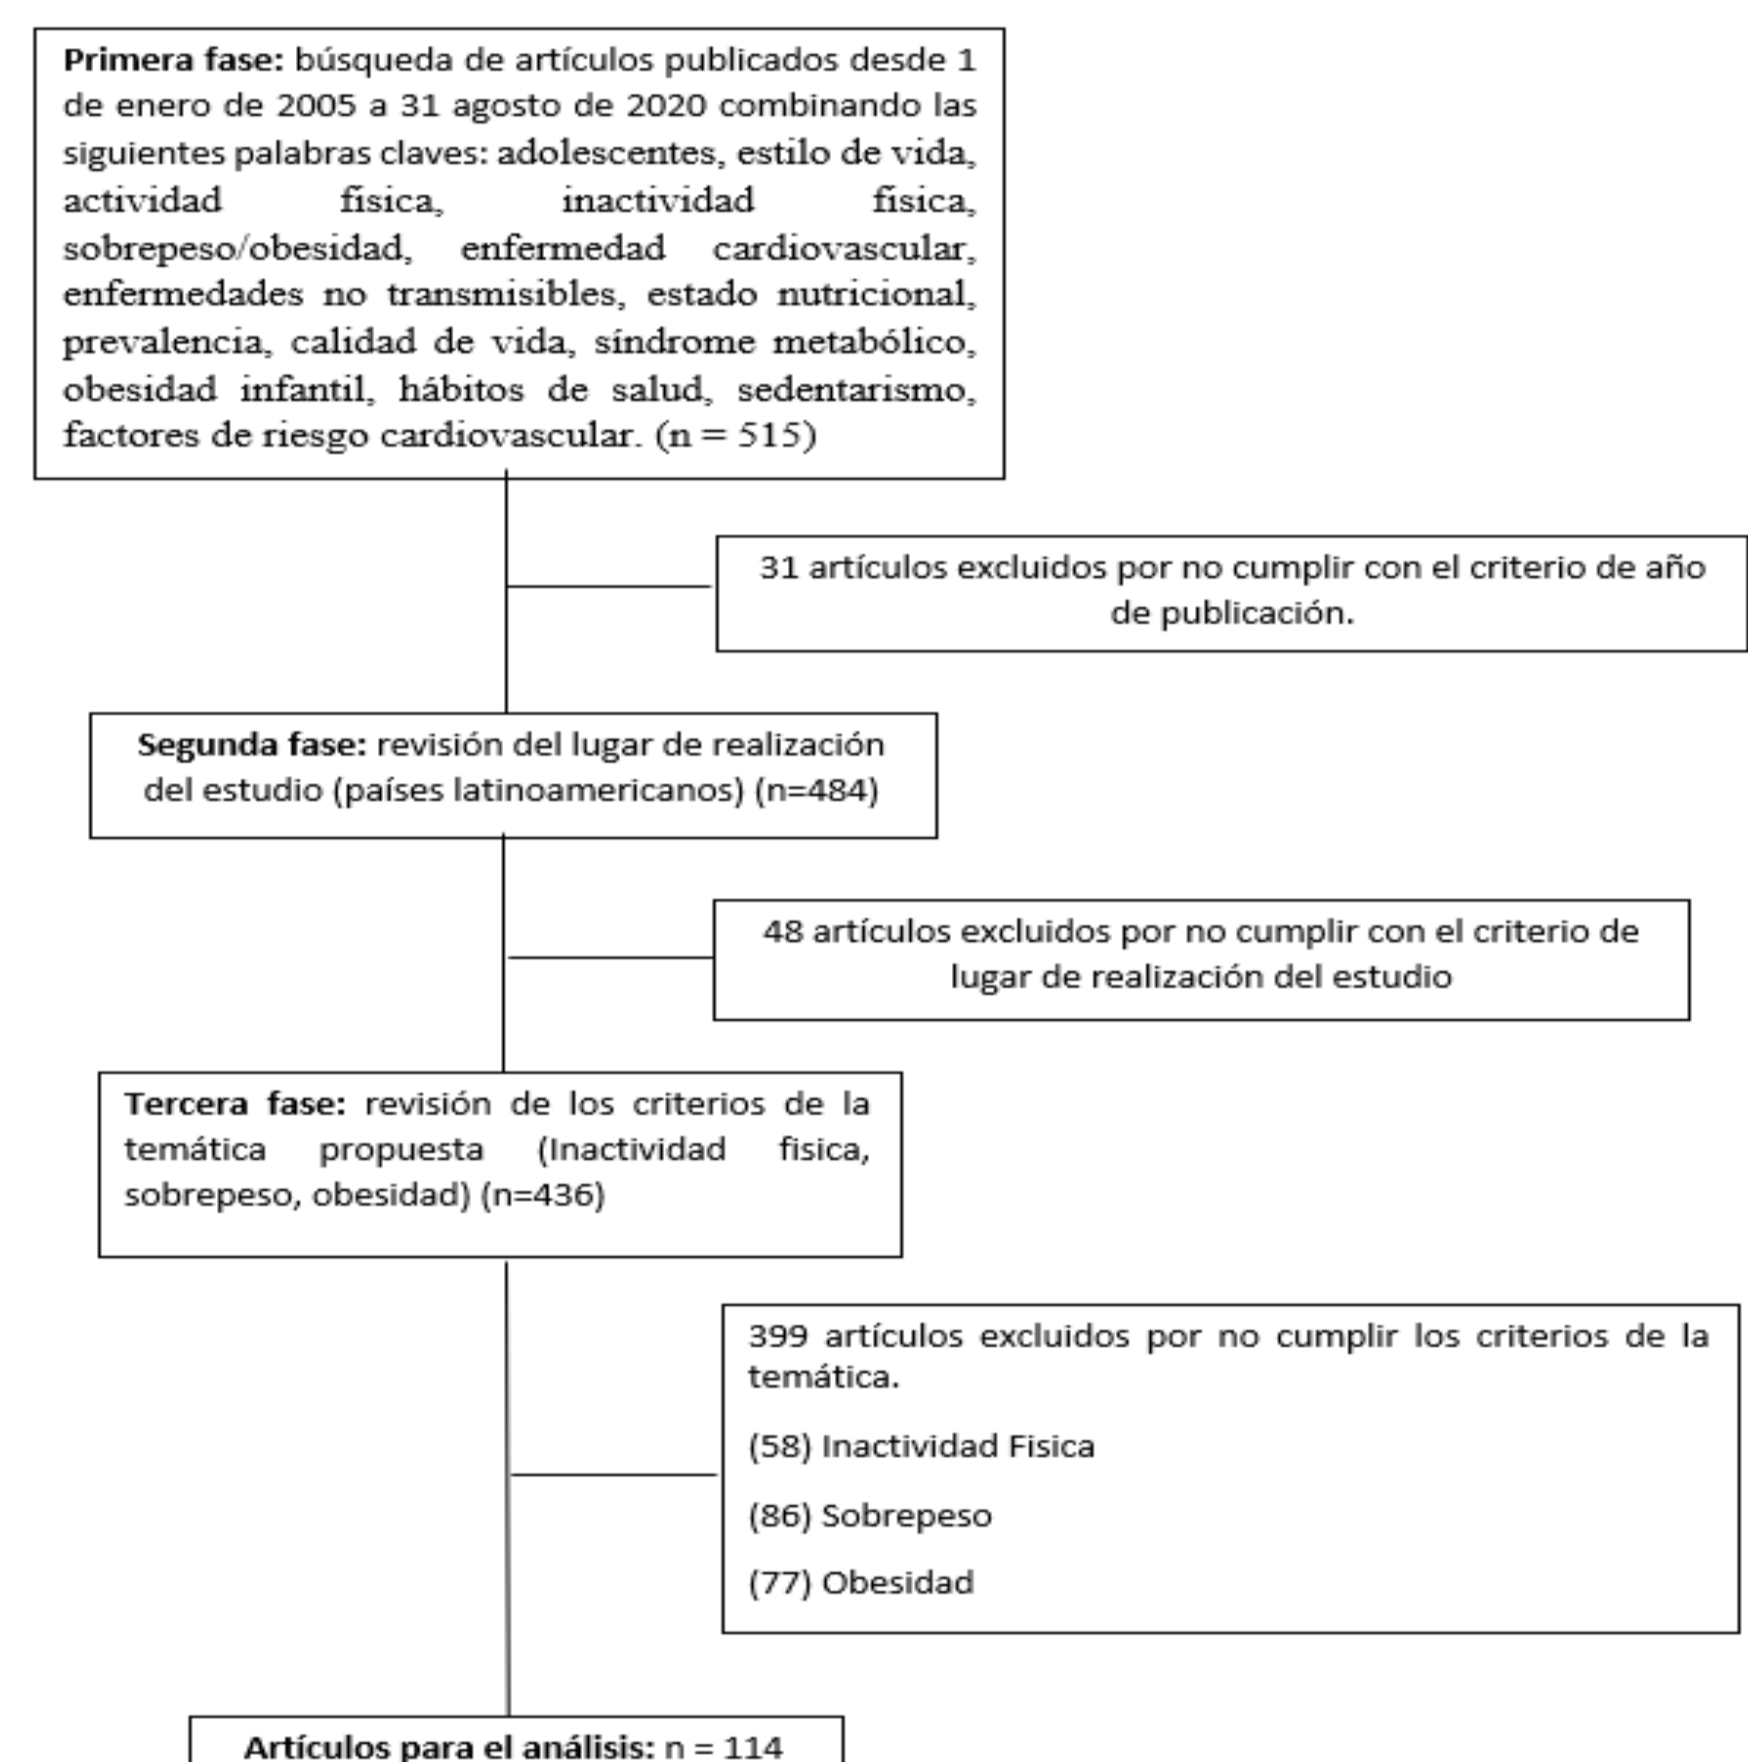 Primera fase: búsqueda de artículos publicados desde 1
de enero de 2005 a 31 agosto de 2020 combinando las
siguientes palabras claves: adolescentes, estilo de vida,
actividad fisica, inactividad fisica,
sobrepeso/obesidad, enfermedad cardiovascular,
enfermedades no transmisibles, estado nutricional,
prevalencia, calidad de vida, síndrome metabólico,
obesidad infantil, hábitos de salud, sedentarismo,
factores de riesgo cardiovascular. (n = 515)
31 artículos excluidos por no cumplir con el criterio de año
de publicación.
Segunda fase: revisión del lugar de realización
del estudio (países latinoamericanos) (n=484)
48 artículos excluidos por no cumplir con el criterio de
lugar de realización del estudio
Tercera fase: revisión de los criterios de la
temática propuesta (Inactividad fisica,
sobrepeso, obesidad) (n=436)
399 artículos excluidos por no cumplir los criterios de la
temática.
(58) Inactividad Fisica
(86) Sobrepeso
(77) Obesidad
Artículos para el análisis: n = 114